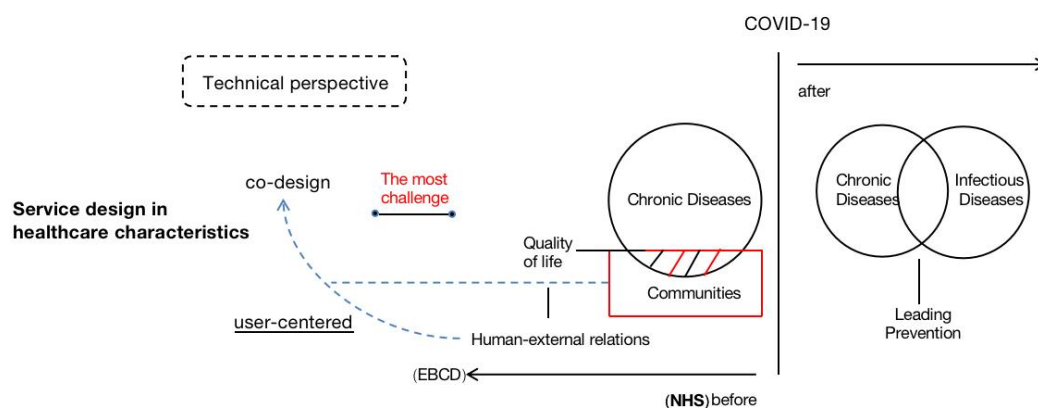 COVID-19
Technical perspective
after
co-design
The most
challenge
Service design in
healthcare characteristics
Chronic Diseases
Chronic
Diseases
Infectious
Diseases
Quality
of life
Communities
user-centered
Human-external relations
Leading
Prevention
(EBCD)
(NHS) before